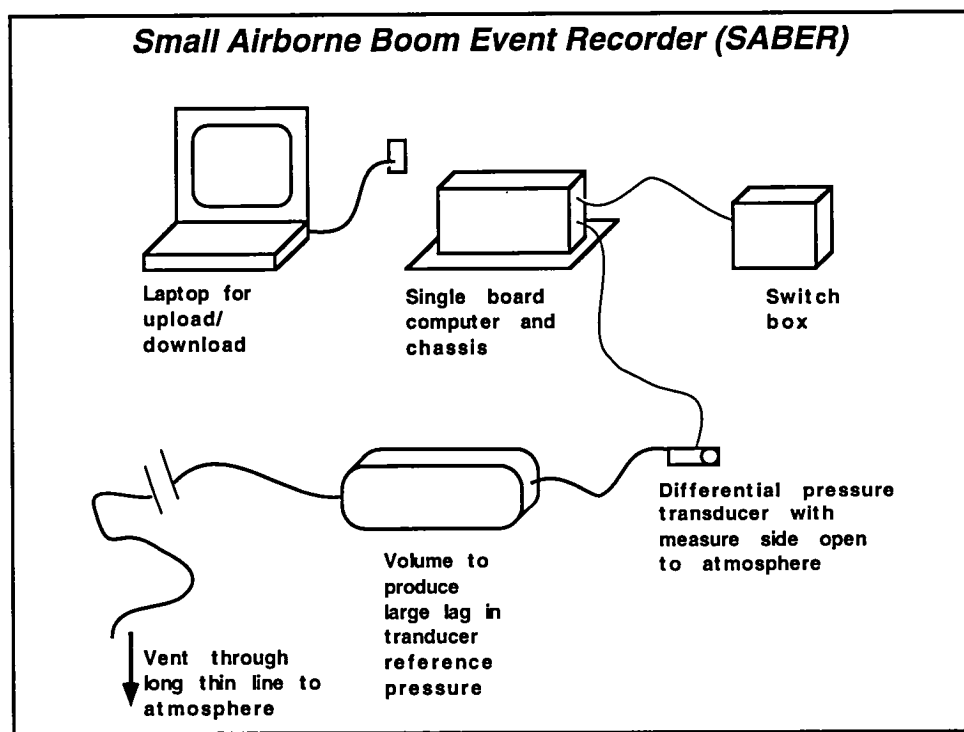 Small Airborne Boom Event Recorder (SABER)
Laptop for
upload/
download
Single board
computer and
chassis
Switch
box
Differential pressure
transducer with
measure side open
to atmosphere
Volume to
produce
large lag in
tranducer
reference
pressure
Vent through
long thin line to
atmosphere